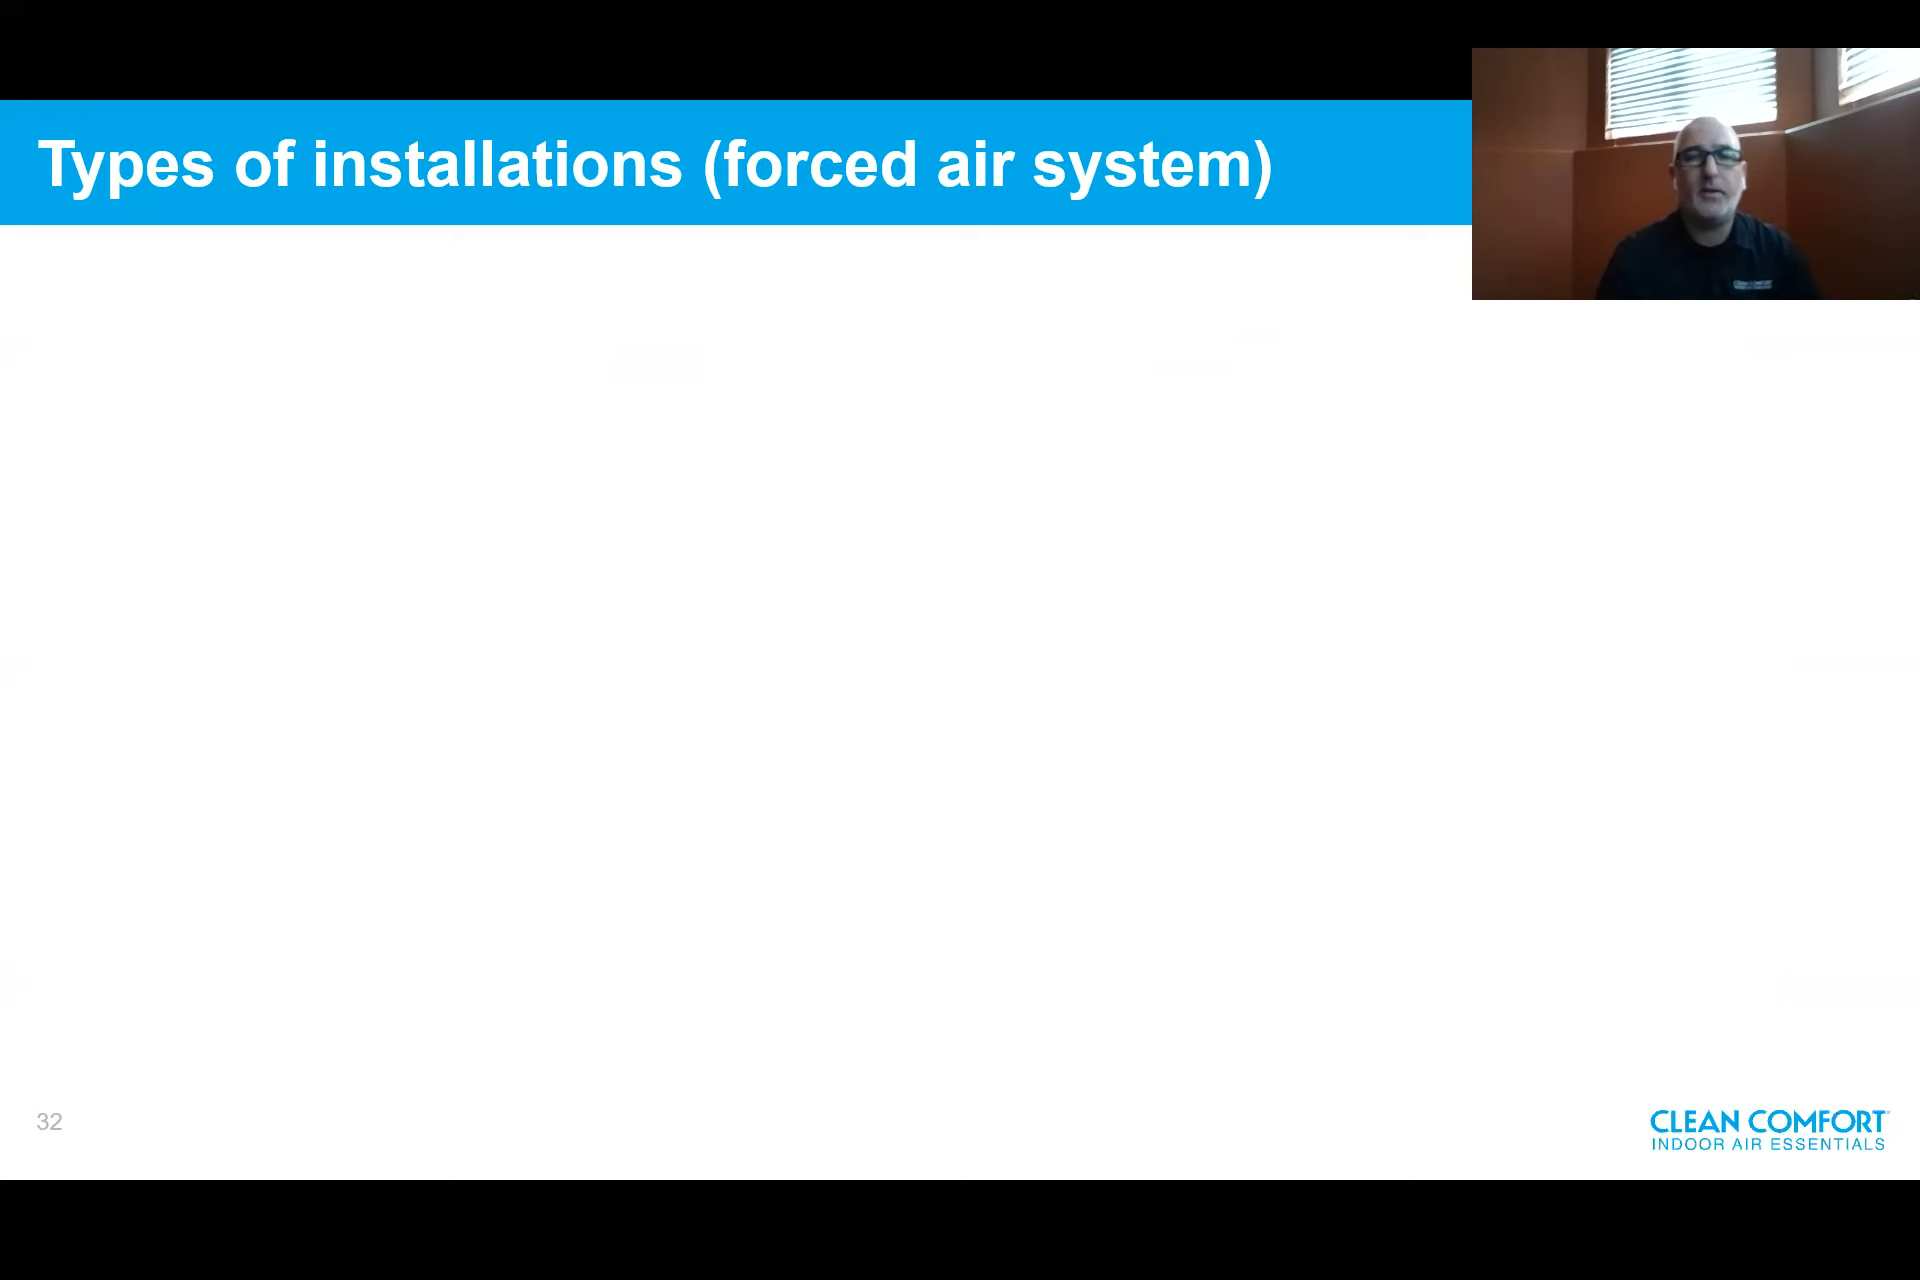 Types of installations (forced air system)
32
CLEAN COMFORT
INDOOR AIR ESSENTIALS